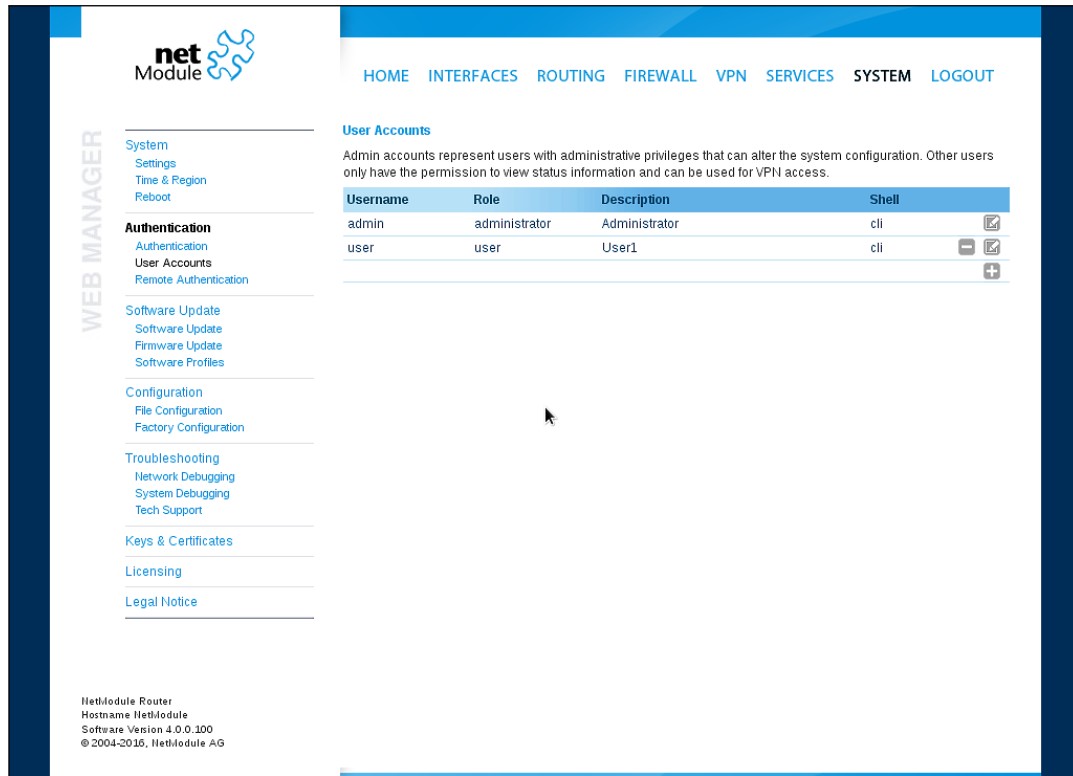 net
Module
HOME INTERFACES ROUTING FIREWALL VPN SERVICES SYSTEM LOGOUT
WEB MANAGER
System
Settings
Time & Region
Reboot
Authentication
Authentication
User Accounts
Remote Authentication
Software Update
Software Update
Firmware Update
Software Profiles
Configuration
File Configuration
Factory Configuration
Troubleshooting
Network Debugging
System Debugging
Tech Support
Keys & Certificates
Licensing
Legal Notice
User Accounts
Admin accounts represent users with administrative privileges that can alter the system configuration. Other users
only have the permission to view status information and can be used for VPN access.
Username Role Description Shell
admin administrator Administrator cli
user user User1 cli
NetModule Router
Hostname NetModule
Software Version 4.0.0.100
© 2004-2016, NetModule AG